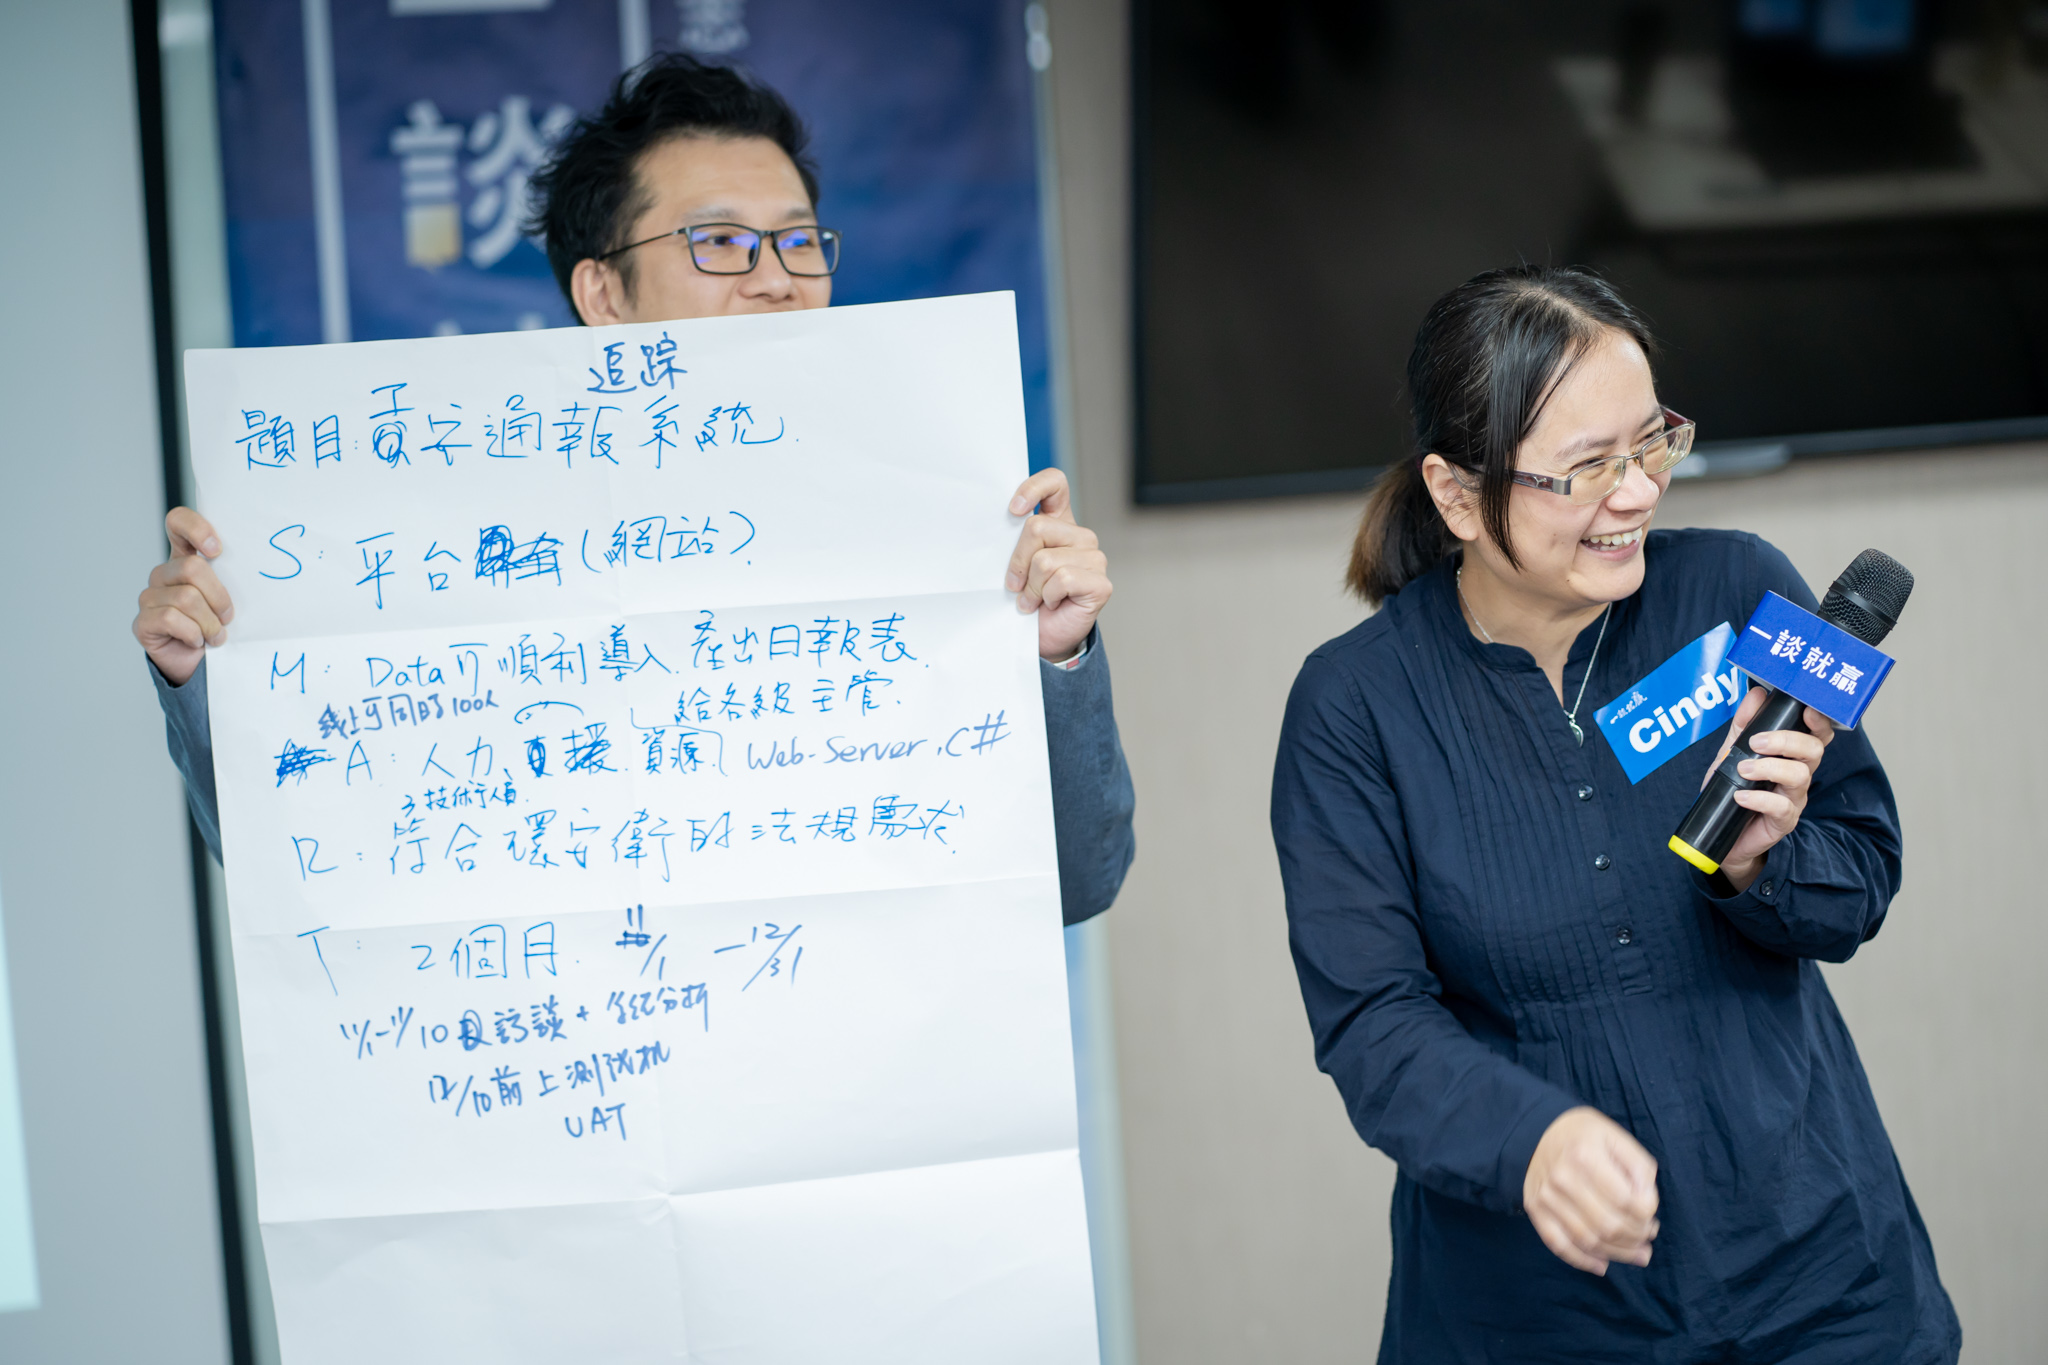 談
追踪
題目:工安通報系統.
S: 平台(網站).
M: Data可順利導入.產出日報表.
線上可同時100人
給各級主管.
A: 人力、支援.資源. Web-Server.C#
3技術人員.
R: 符合環安衛的法規需求.
T: 2個月. 11/1 - 12/31
11/1-11/10 訪談+系統分析
12/10前上測試機
UAT
一談就贏
Cindy